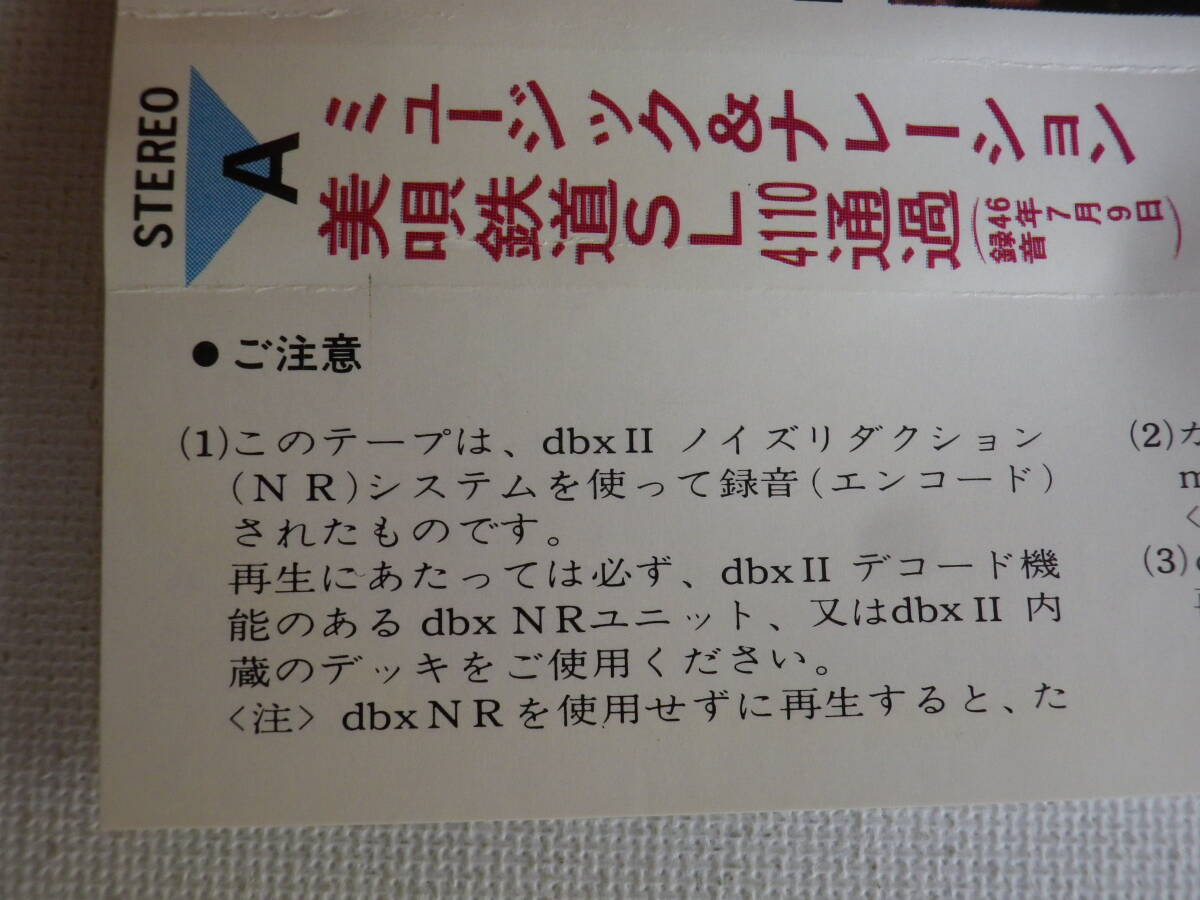 STEREO
A
ミュージック&ナレーション
美唄鉄道SL4110通過(46年7月9日録音)
●ご注意
(1)このテープは、dbxII ノイズリダクション
(NR)システムを使って録音(エンコード)
されたものです。
再生にあたっては必ず、dbxII デコード機
能のあるdbx NRユニット、又はdbxII 内
蔵のデッキをご使用ください。
〈注〉dbxNRを使用せずに再生すると、た
(2)カ
m
〈
(3)